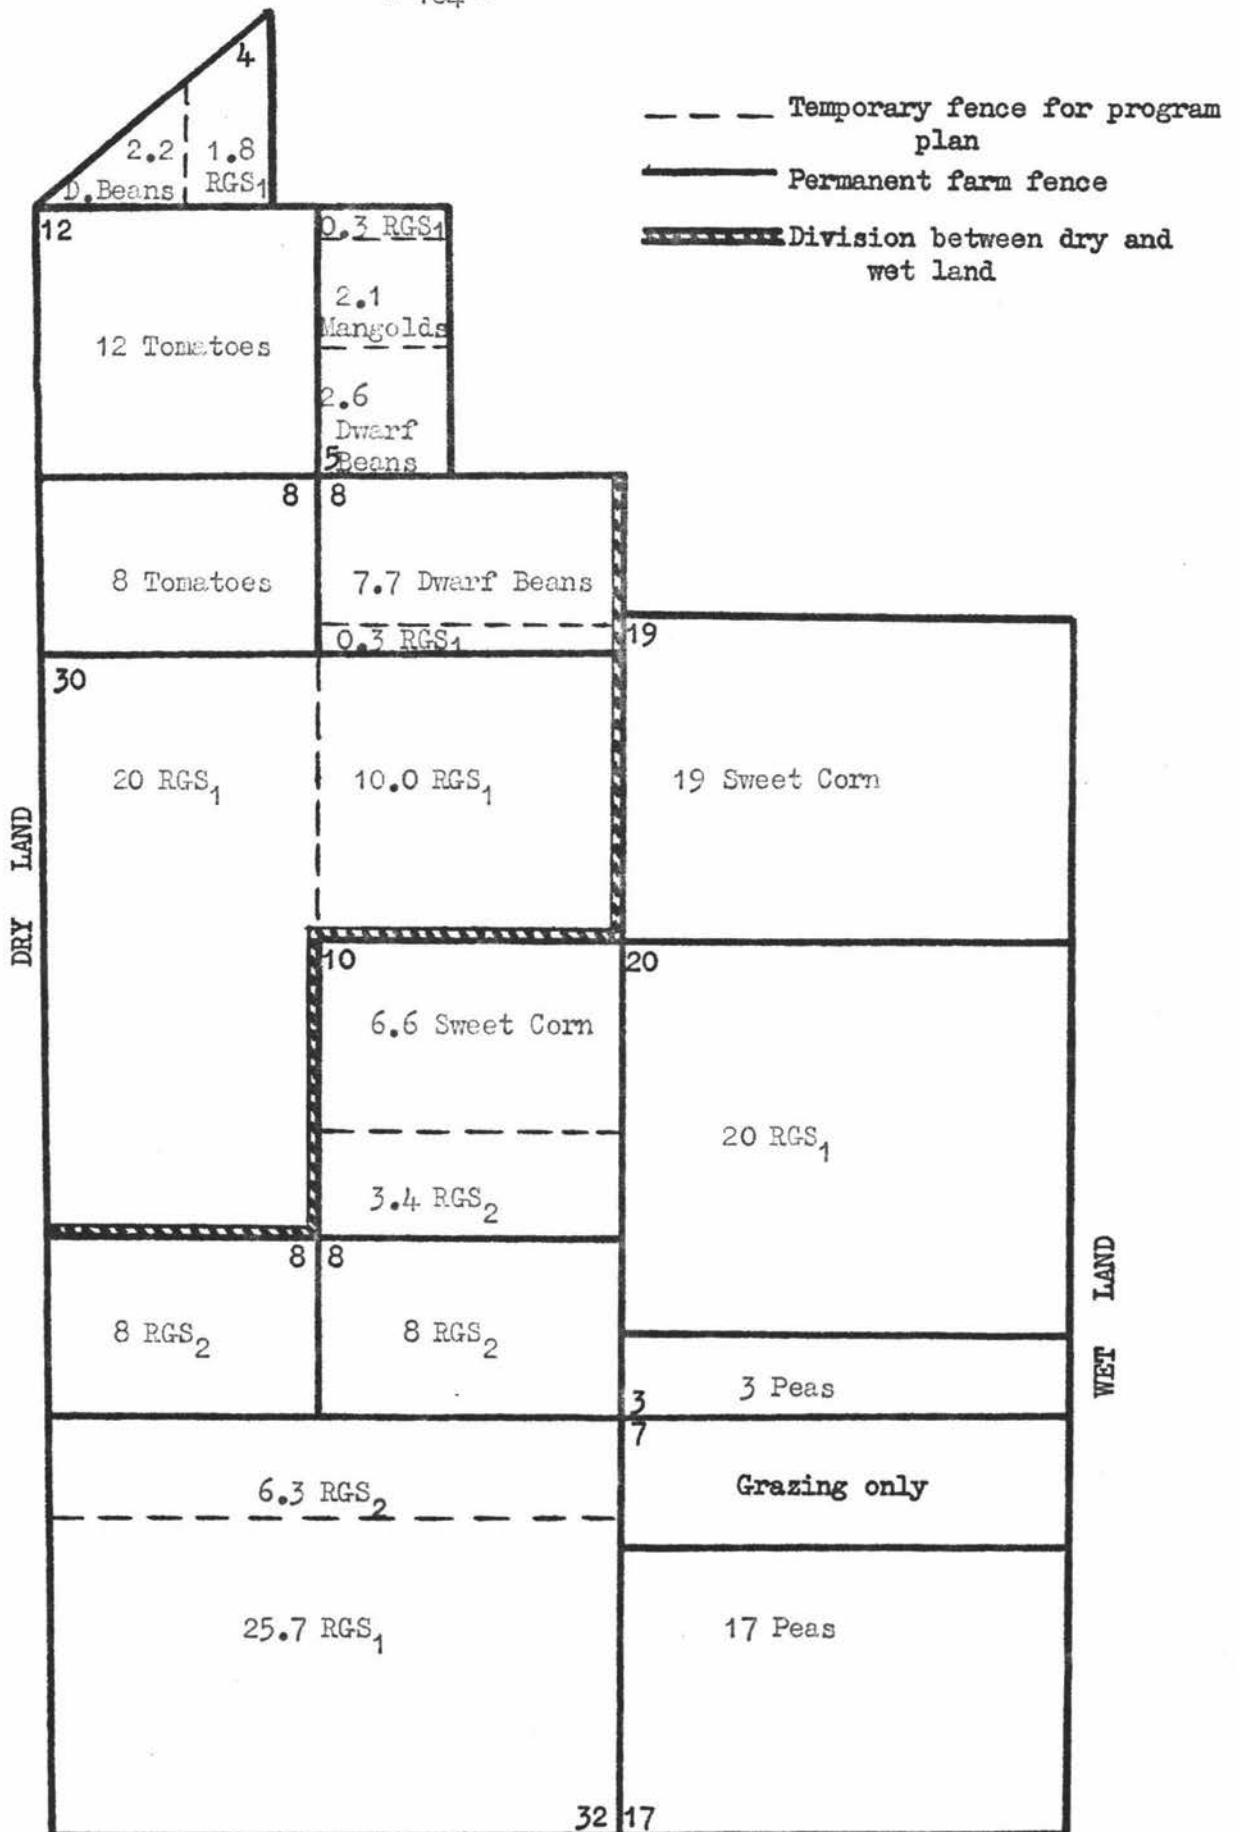 4
2.2 1.8
D.Beans RGS₁
— — — Temporary fence for program
plan
Permanent farm fence
Division between dry and
wet land
12
12 Tomatoes
0.3 RGS₁
2.1
Mangolds
2.6
Dwarf
5 Beans
8
8 Tomatoes
8
7.7 Dwarf Beans
0.3 RGS₁
19
19 Sweet Corn
30
20 RGS₁
10.0 RGS₁
DRY LAND
10
6.6 Sweet Corn
3.4 RGS₂
20
20 RGS₁
8
8 RGS₂
8
8 RGS₂
3 Peas
3
WET LAND
7
Grazing only
6.3 RGS₂
25.7 RGS₁
32
17 Peas
17